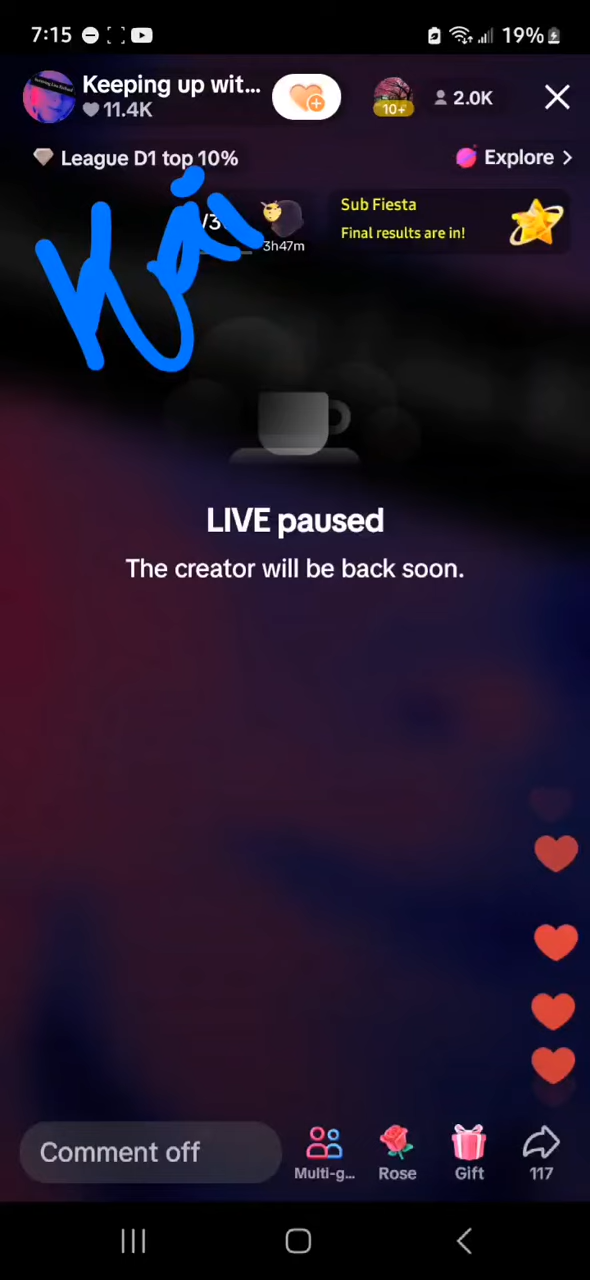 7:15 19%
Keeping up wit...
11.4K
10+
2.0K
League D1 top 10%
Explore >
/3
3h47m
Sub Fiesta
Final results are in!
LIVE paused
The creator will be back soon.
Comment off
Multi-g...
Rose
Gift
117